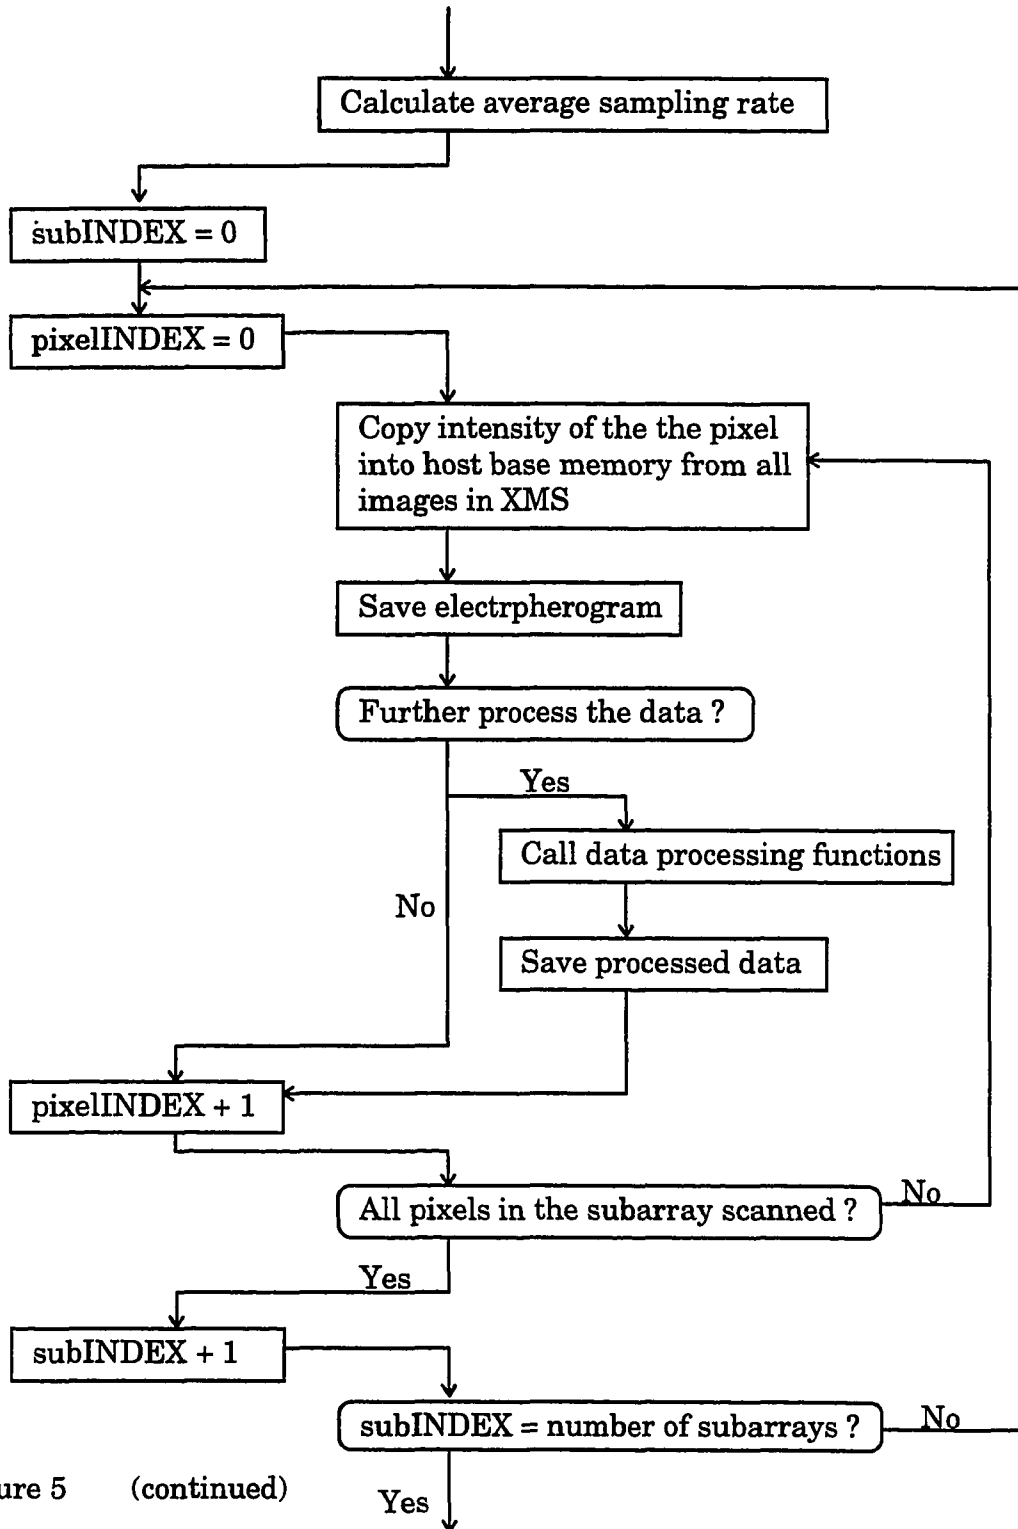 Calculate average sampling rate
subINDEX = 0
pixelINDEX = 0
Copy intensity of the the pixel
into host base memory from all
images in XMS
Save electrpherogram
Further process the data ?
Yes
Call data processing functions
No
Save processed data
pixelINDEX + 1
All pixels in the subarray scanned ?
No
Yes
subINDEX + 1
subINDEX = number of subarrays ?
No
ure 5 (continued)
Yes